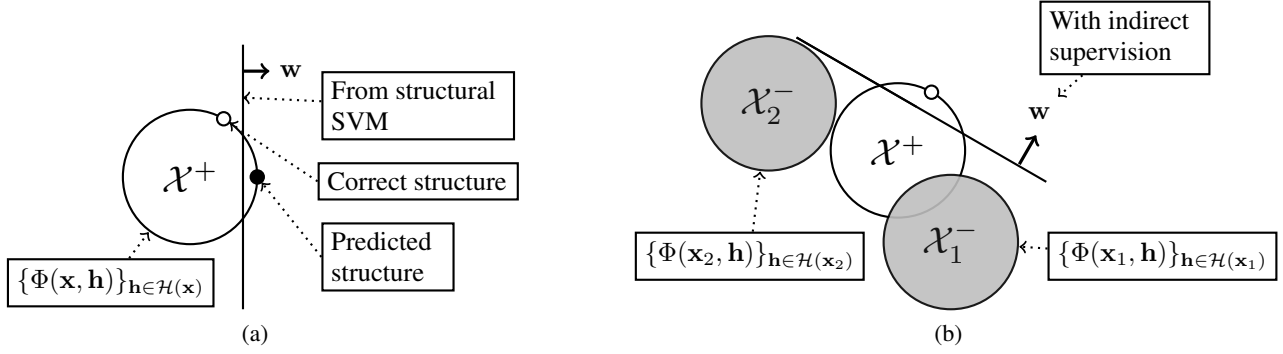 w
From structural
SVM
𝒳⁺
Correct structure
Predicted
structure
{Φ(x, h)}h∈ℋ(x)
(a)
With indirect
supervision
w
𝒳₂⁻
𝒳⁺
𝒳₁⁻
{Φ(x₂, h)}h∈ℋ(x₂)
{Φ(x₁, h)}h∈ℋ(x₁)
(b)